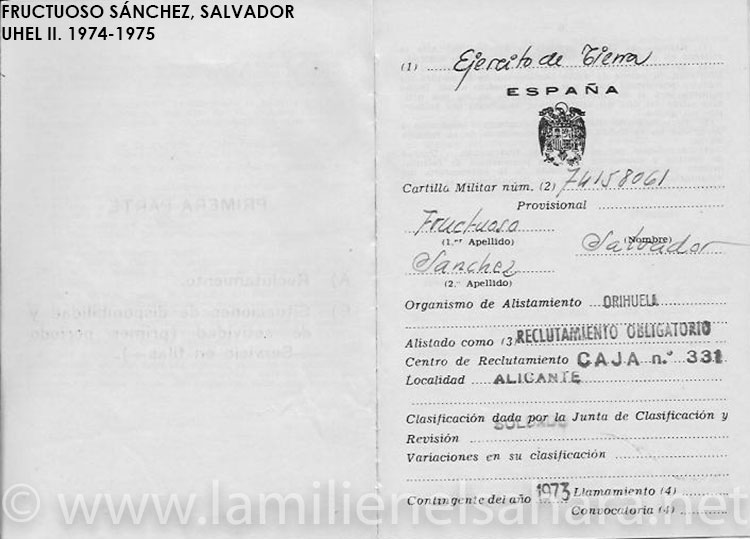 FRUCTUOSO SÁNCHEZ, SALVADOR
UHEL II. 1974-1975
PRIMERA PARTE
A) Reclutamiento.
Situaciones de disponibilidad y
de actividad (primer período
—Servicio en filas—).
(1) Ejercito de Tierra
ESPAÑA
Cartilla Militar núm. (2) 74158061
Provisional
Fructuoso Salvador
(1.er Apellido) (Nombre)
Sanchez
(2.º Apellido)
Organismo de Alistamiento ORIHUELA
Alistado como (3) RECLUTAMIENTO OBLIGATORIO
Centro de Reclutamiento CAJA n.º 331
Localidad ALICANTE
Clasificación dada por la Junta de Clasificación y
SOLDADO
Revisión
Variaciones en su clasificación
Contingente del año 1973 Llamamiento (4)
Convocatoria (4)
© www.lamilienelsahara.net